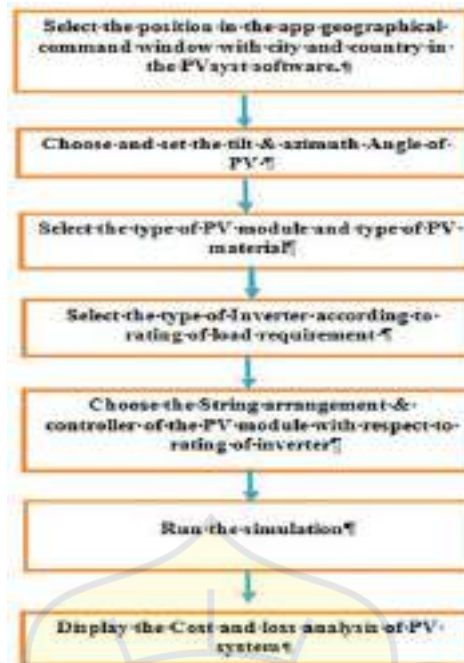 Select·the·position·in·the·app·geographical·
command·window·with·city·and·country·in·
the·PVsyst·software.¶
Choose·and·set·the·tilt·&·azimuth·Angle·of·
PV·¶
Select·the·type·of·PV·module·and·type·of·PV·
material¶
Select·the·type·of·Inverter·according·to·
rating·of·load·requirement·¶
Choose·the·String·arrangement·&·
controller·of·the·PV·module·with·respect·to·
rating·of·inverter¶
Run·the·simulation¶
Display·the·Cost·and·loss·analysis·of·PV·
system¶